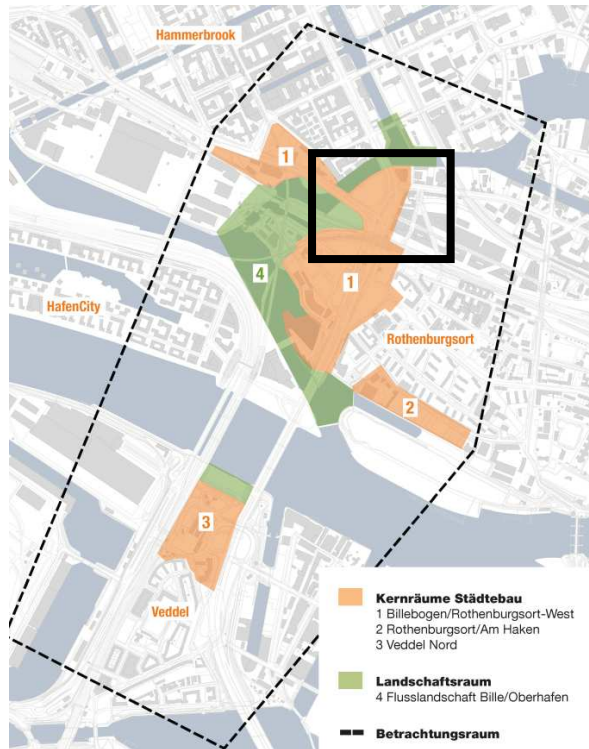 Hammerbrook
1
4
1
HafenCity
Rothenburgsort
2
3
Veddel
Kernräume Städtebau
1 Billebogen/Rothenburgsort-West
2 Rothenburgsort/Am Haken
3 Veddel Nord
Landschaftsraum
4 Flusslandschaft Bille/Oberhafen
Betrachtungsraum